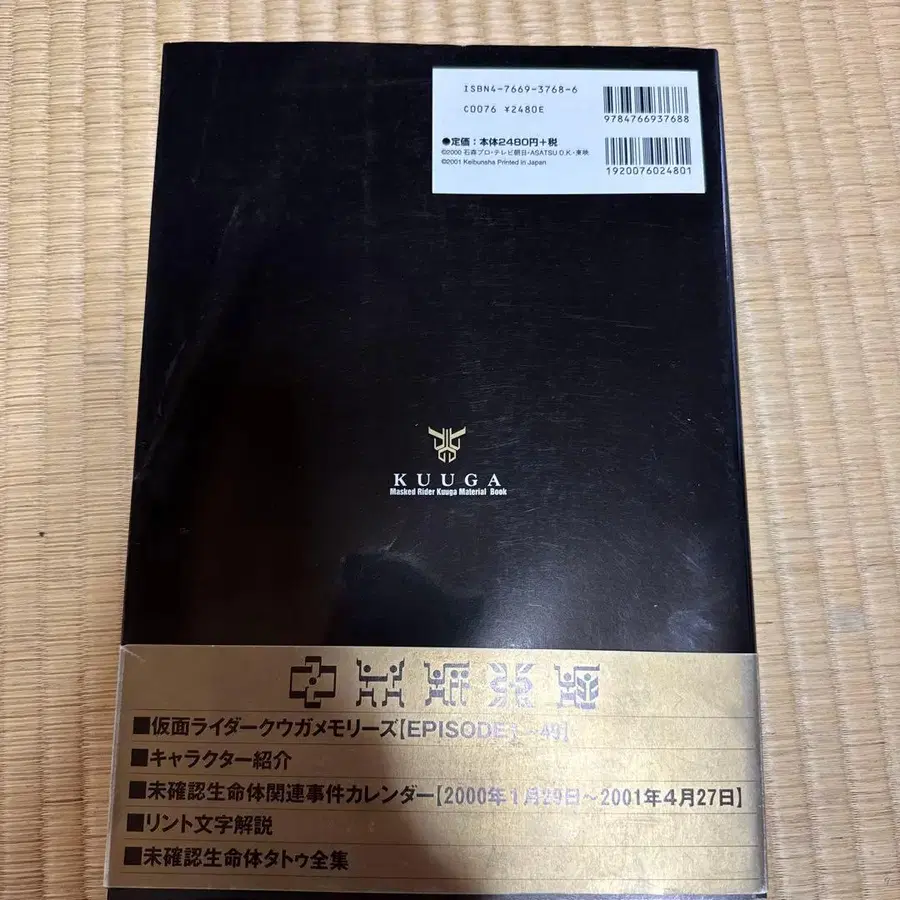 ISBN4-7669-3768-6
C0076 ¥2480E
9784766937688
●定価：本体2480円+税
©2000 石森プロ・テレビ朝日・ASATSU D.K.・東映
©2001 Keibunsha Printed in Japan
1920076024801
KUUGA
Masked Rider Kuuga Material Book
■仮面ライダークウガメモリーズ【EPISODE1～49】
■キャラクター紹介
■未確認生命体関連事件カレンダー【2000年1月29日～2001年4月27日】
■リント文字解説
■未確認生命体タトゥ全集